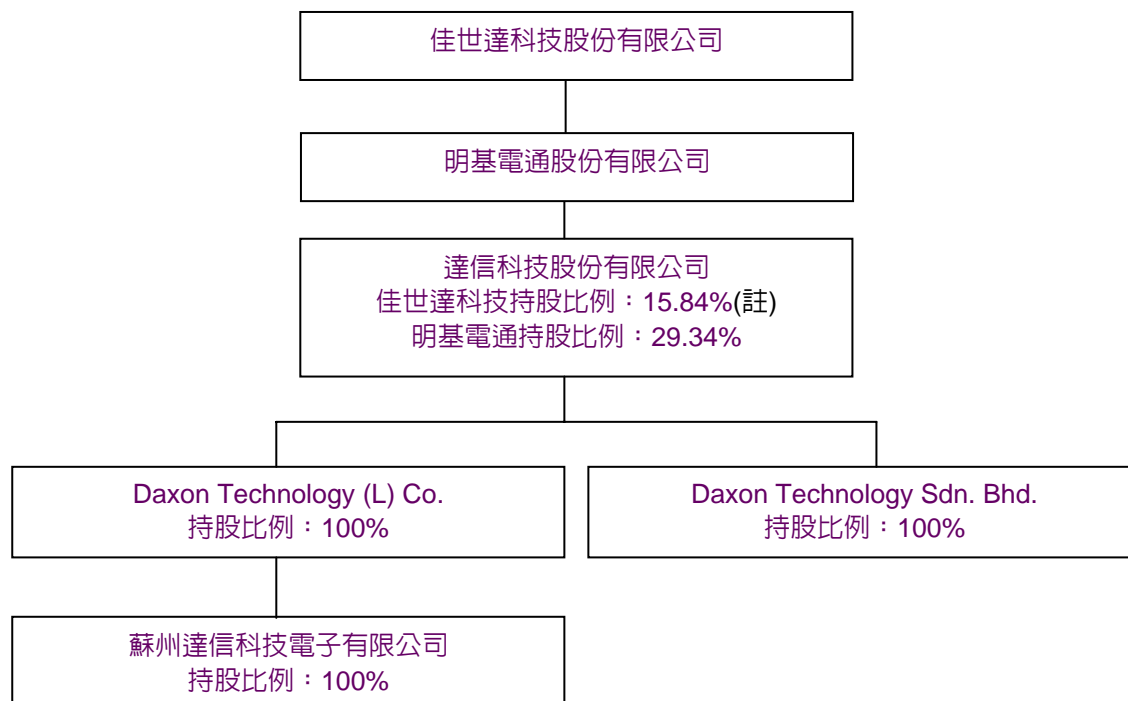 佳世達科技股份有限公司
明基電通股份有限公司
達信科技股份有限公司
佳世達科技持股比例：15.84%(註)
明基電通持股比例：29.34%
Daxon Technology (L) Co.
持股比例：100%
Daxon Technology Sdn. Bhd.
持股比例：100%
蘇州達信科技電子有限公司
持股比例：100%